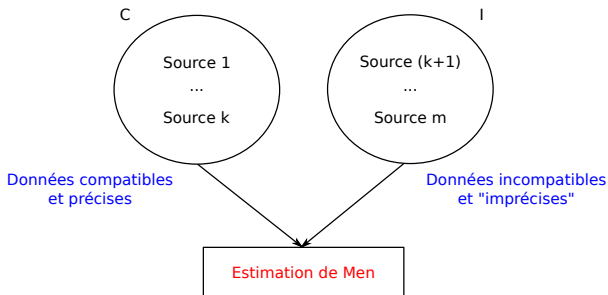 C
Source 1
...
Source k
I
Source (k+1)
...
Source m
Données compatibles
et précises
Données incompatibles
et "imprécises"
Estimation de Men